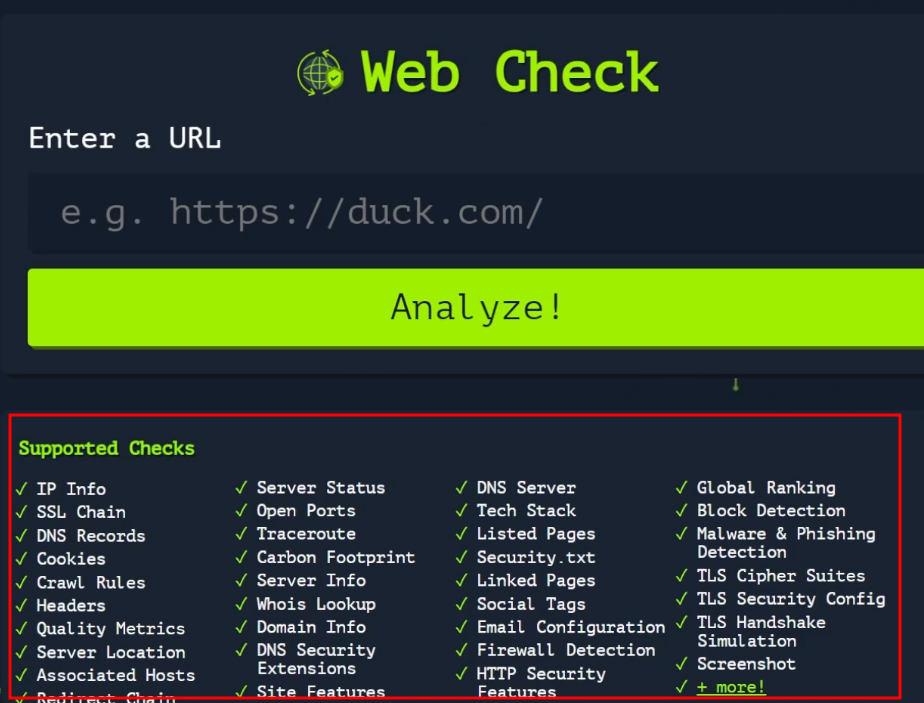 Web Check
Enter a URL
e.g. https://duck.com/
Analyze!
Supported Checks
✓ IP Info
✓ SSL Chain
✓ DNS Records
✓ Cookies
✓ Crawl Rules
✓ Headers
✓ Quality Metrics
✓ Server Location
✓ Associated Hosts
✓ Redirect Chain
✓ Server Status
✓ Open Ports
✓ Traceroute
✓ Carbon Footprint
✓ Server Info
✓ Whois Lookup
✓ Domain Info
✓ DNS Security
Extensions
✓ Site Features
✓ DNS Server
✓ Tech Stack
✓ Listed Pages
✓ Security.txt
✓ Linked Pages
✓ Social Tags
✓ Email Configuration
✓ Firewall Detection
✓ HTTP Security
Features
✓ Global Ranking
✓ Block Detection
✓ Malware & Phishing
Detection
✓ TLS Cipher Suites
✓ TLS Security Config
✓ TLS Handshake
Simulation
✓ Screenshot
✓ + more!